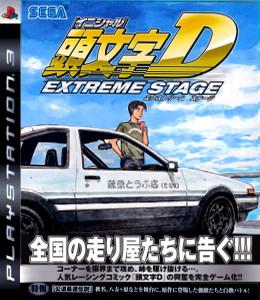 SEGA
[イニシャル]
頭文字D
EXTREME STAGE
エクストリーム ステージ
PLAYSTATION 3
藤原とうふ店(自家用)
全国の走り屋たちに告ぐ!!!
コーナーを限界まで攻め、峠を駆け抜ける…。
人気レーシングコミック「頭文字D」の興奮を完全ゲーム化!!